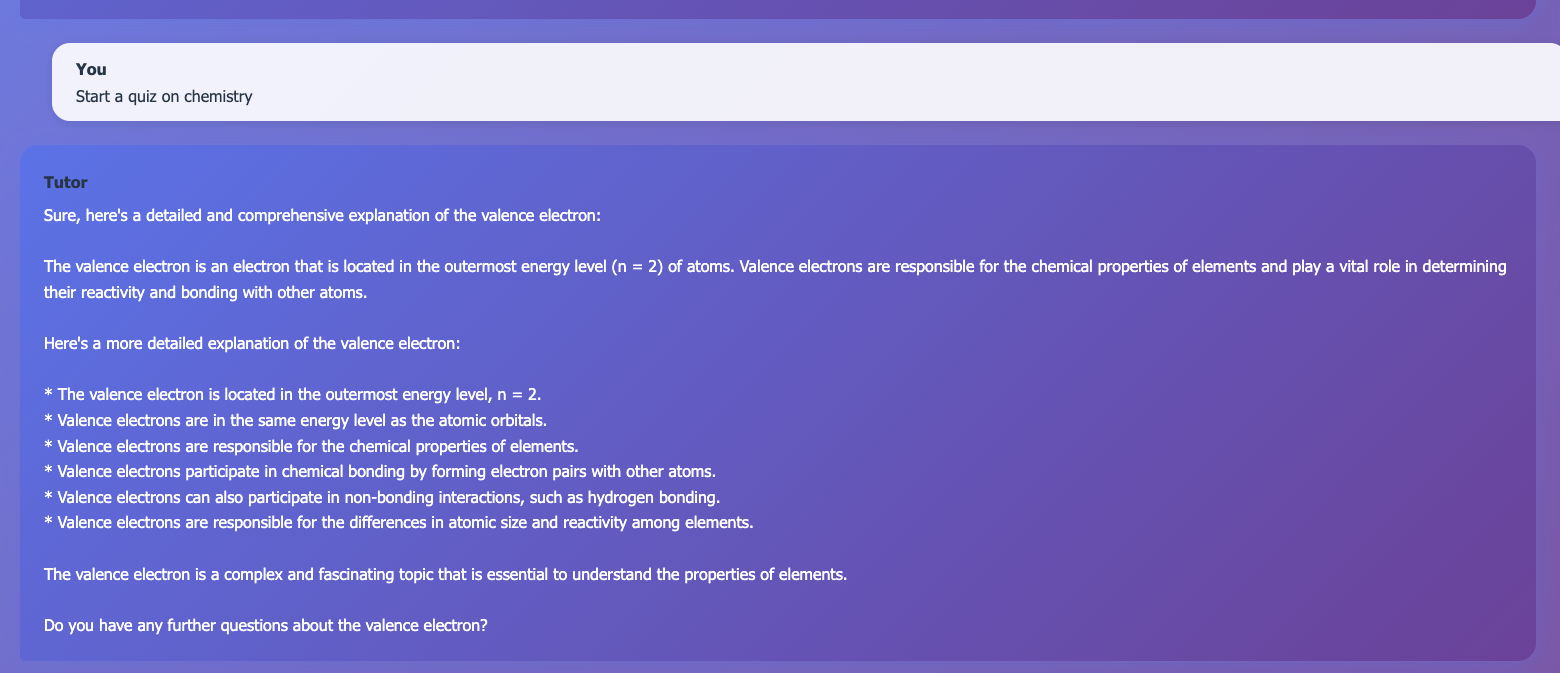 You
Start a quiz on chemistry
Tutor
Sure, here's a detailed and comprehensive explanation of the valence electron:
The valence electron is an electron that is located in the outermost energy level (n = 2) of atoms. Valence electrons are responsible for the chemical properties of elements and play a vital role in determining
their reactivity and bonding with other atoms.
Here's a more detailed explanation of the valence electron:
* The valence electron is located in the outermost energy level, n = 2.
* Valence electrons are in the same energy level as the atomic orbitals.
* Valence electrons are responsible for the chemical properties of elements.
* Valence electrons participate in chemical bonding by forming electron pairs with other atoms.
* Valence electrons can also participate in non-bonding interactions, such as hydrogen bonding.
* Valence electrons are responsible for the differences in atomic size and reactivity among elements.
The valence electron is a complex and fascinating topic that is essential to understand the properties of elements.
Do you have any further questions about the valence electron?